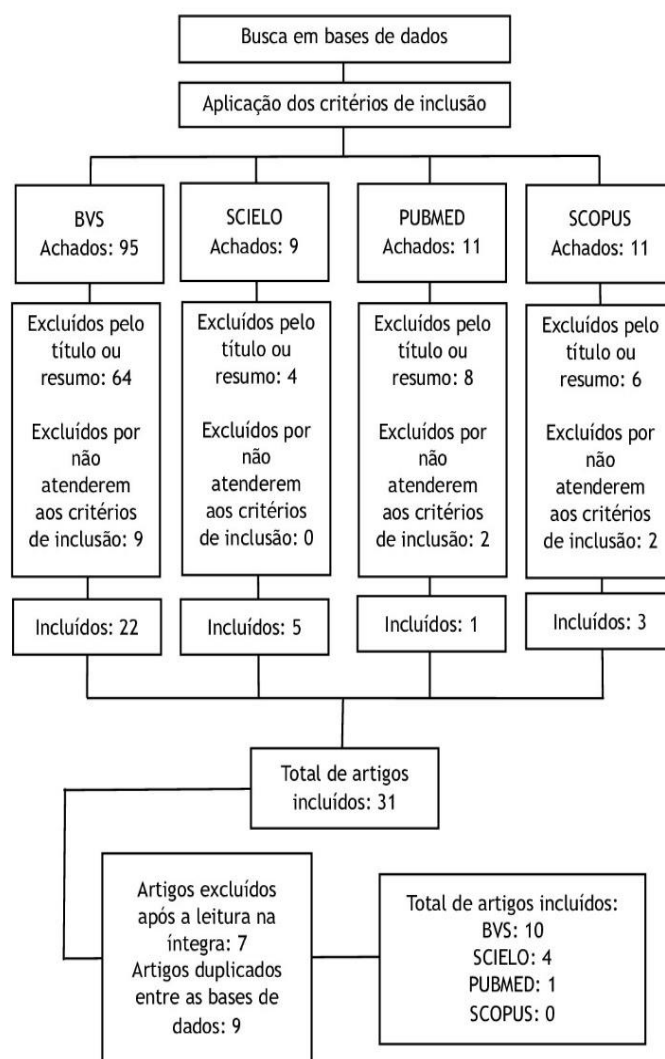 Busca em bases de dados
Aplicação dos critérios de inclusão
BVS
Achados: 95
SCIELO
Achados: 9
PUBMED
Achados: 11
SCOPUS
Achados: 11
Excluídos pelo
título ou
resumo: 64
Excluídos por
não
atenderem
aos critérios
de inclusão: 9
Excluídos pelo
título ou
resumo: 4
Excluídos por
não
atenderem
aos critérios
de inclusão: 0
Excluídos pelo
título ou
resumo: 8
Excluídos por
não
atenderem
aos critérios
de inclusão: 2
Excluídos pelo
título ou
resumo: 6
Excluídos por
não
atenderem
aos critérios
de inclusão: 2
Incluídos: 22
Incluídos: 5
Incluídos: 1
Incluídos: 3
Total de artigos
incluídos: 31
Artigos excluídos
após a leitura na
íntegra: 7
Artigos duplicados
entre as bases de
dados: 9
Total de artigos incluídos:
BVS: 10
SCIELO: 4
PUBMED: 1
SCOPUS: 0